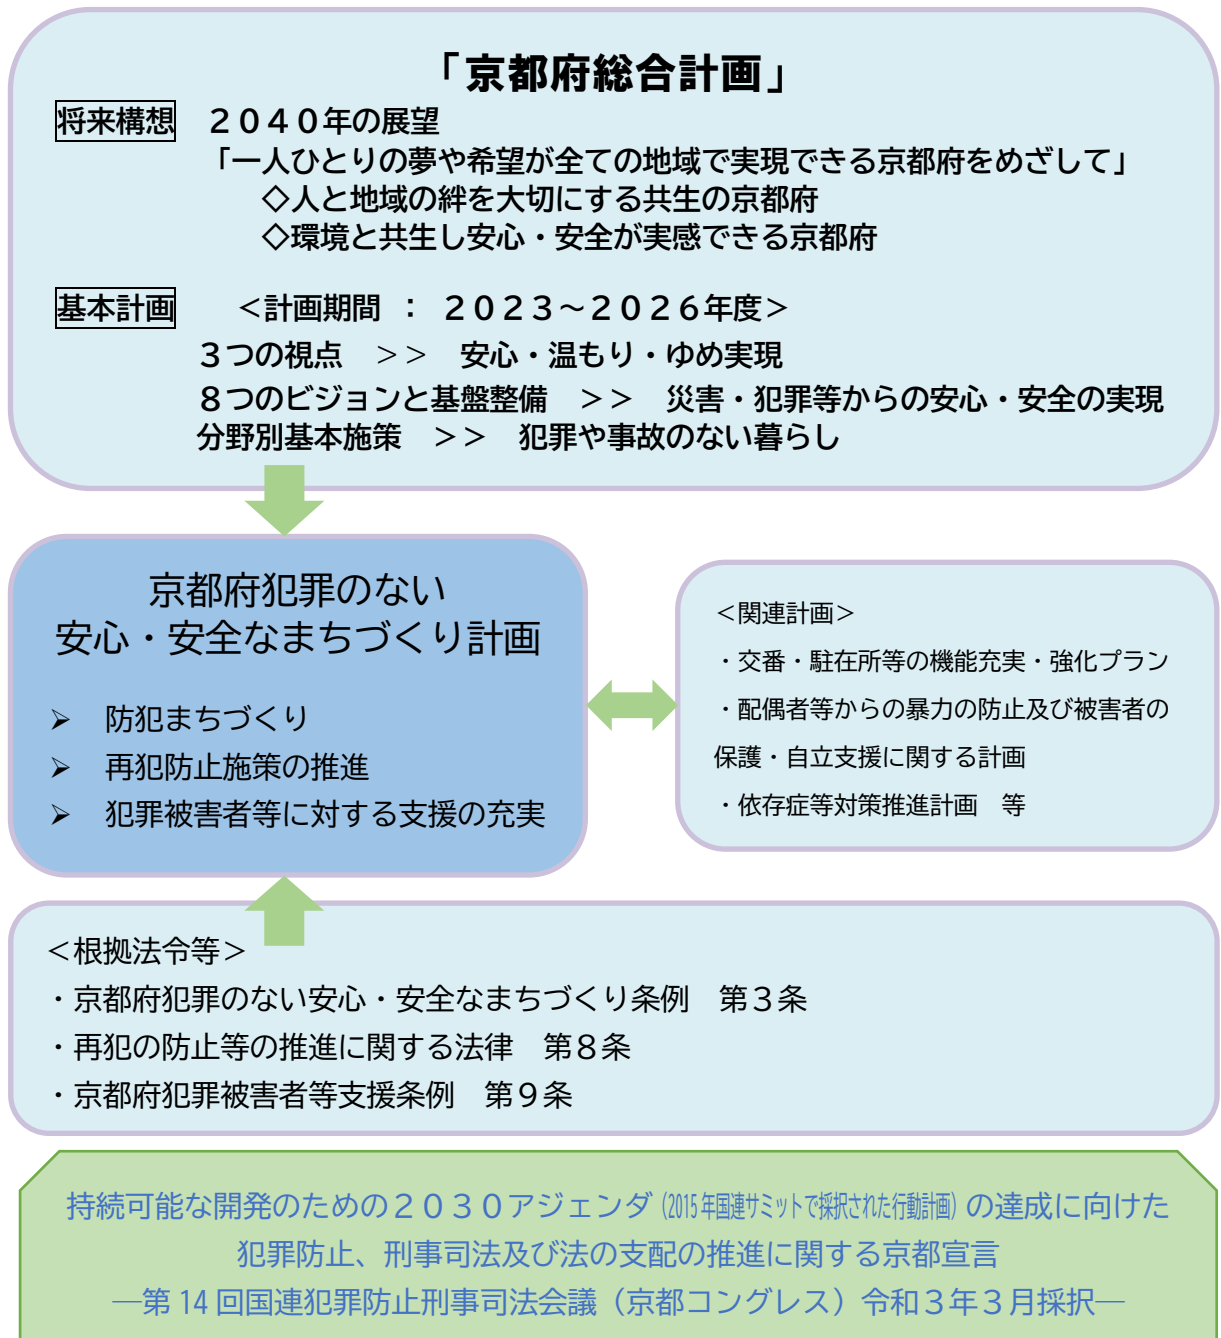 「京都府総合計画」
将来構想　２０４０年の展望
「一人ひとりの夢や希望が全ての地域で実現できる京都府をめざして」
◇人と地域の絆を大切にする共生の京都府
◇環境と共生し安心・安全が実感できる京都府
基本計画　＜計画期間　：　２０２３～２０２６年度＞
３つの視点　＞＞　安心・温もり・ゆめ実現
８つのビジョンと基盤整備　＞＞　災害・犯罪等からの安心・安全の実現
分野別基本施策　＞＞　犯罪や事故のない暮らし
京都府犯罪のない
安心・安全なまちづくり計画
➢　防犯まちづくり
➢　再犯防止施策の推進
➢　犯罪被害者等に対する支援の充実
＜関連計画＞
・交番・駐在所等の機能充実・強化プラン
・配偶者等からの暴力の防止及び被害者の
保護・自立支援に関する計画
・依存症等対策推進計画　等
＜根拠法令等＞
・京都府犯罪のない安心・安全なまちづくり条例　第３条
・再犯の防止等の推進に関する法律　第８条
・京都府犯罪被害者等支援条例　第９条
持続可能な開発のための２０３０アジェンダ（2015年国連サミットで採択された行動計画）の達成に向けた
犯罪防止、刑事司法及び法の支配の推進に関する京都宣言
―第14回国連犯罪防止刑事司法会議（京都コングレス）令和３年３月採択―